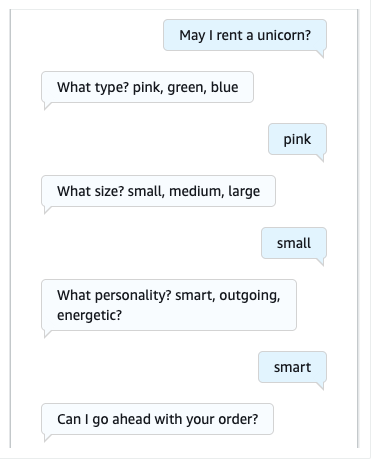 May I rent a unicorn?
What type? pink, green, blue
pink
What size? small, medium, large
small
What personality? smart, outgoing,
energetic?
smart
Can I go ahead with your order?